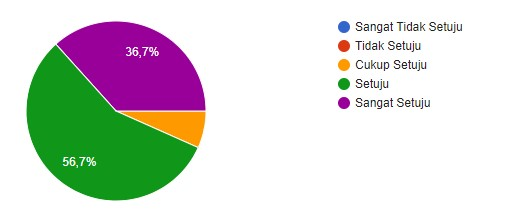 36,7%
56,7%
Sangat Tidak Setuju
Tidak Setuju
Cukup Setuju
Setuju
Sangat Setuju